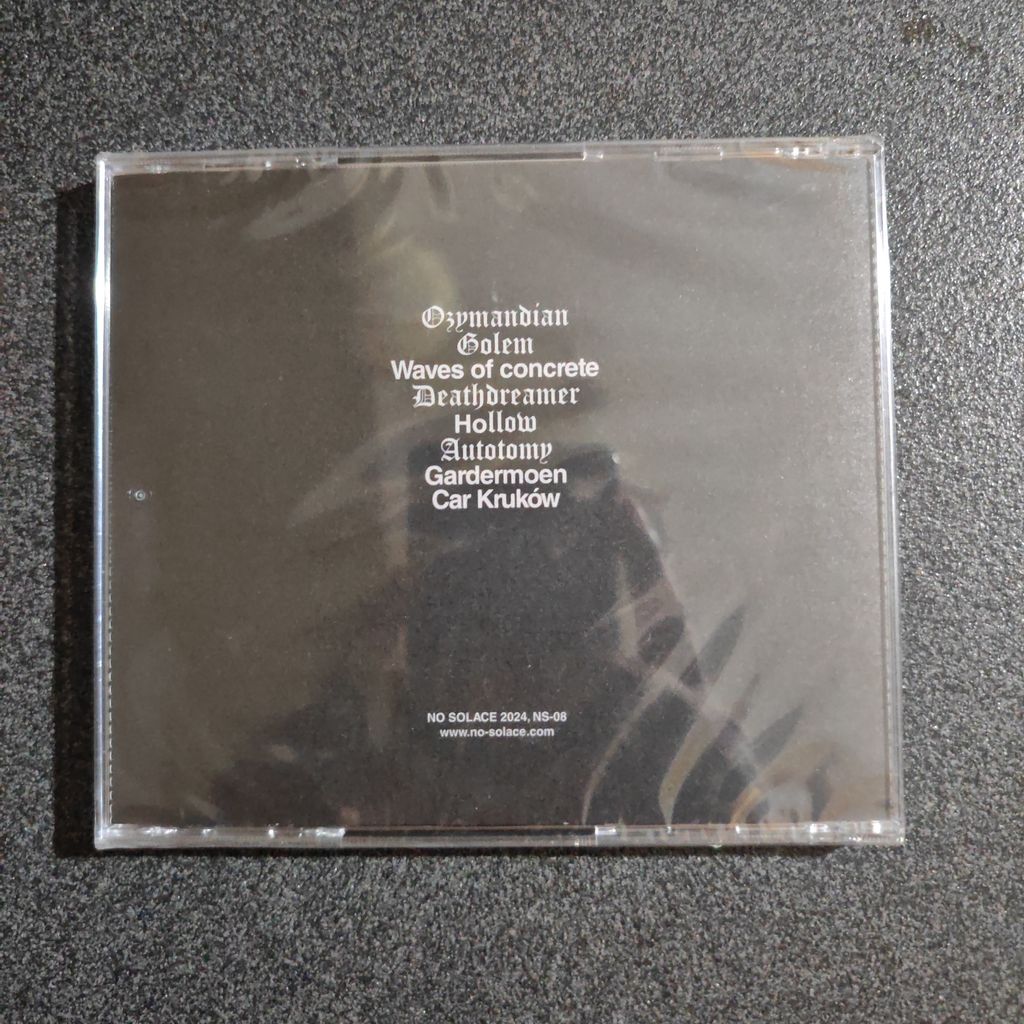 Ozymandian
Golem
Waves of concrete
Deathdreamer
Hollow
Autotomy
Gardermoen
Car Kruków
NO SOLACE 2024, NS-08
www.no-solace.com